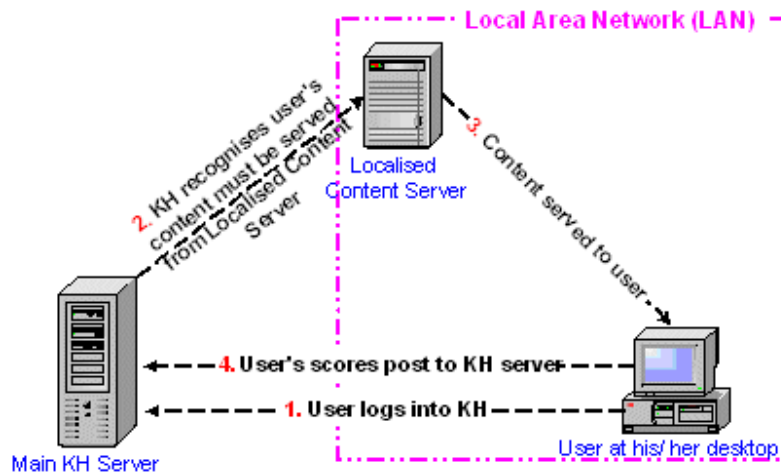 Local Area Network (LAN)
2. KH recognises user's
content must be served
from Localised Content
Server
3. Content served to user
Localised
Content Server
4. User's scores post to KH server
1. User logs into KH
Main KH Server
User at his/ her desktop